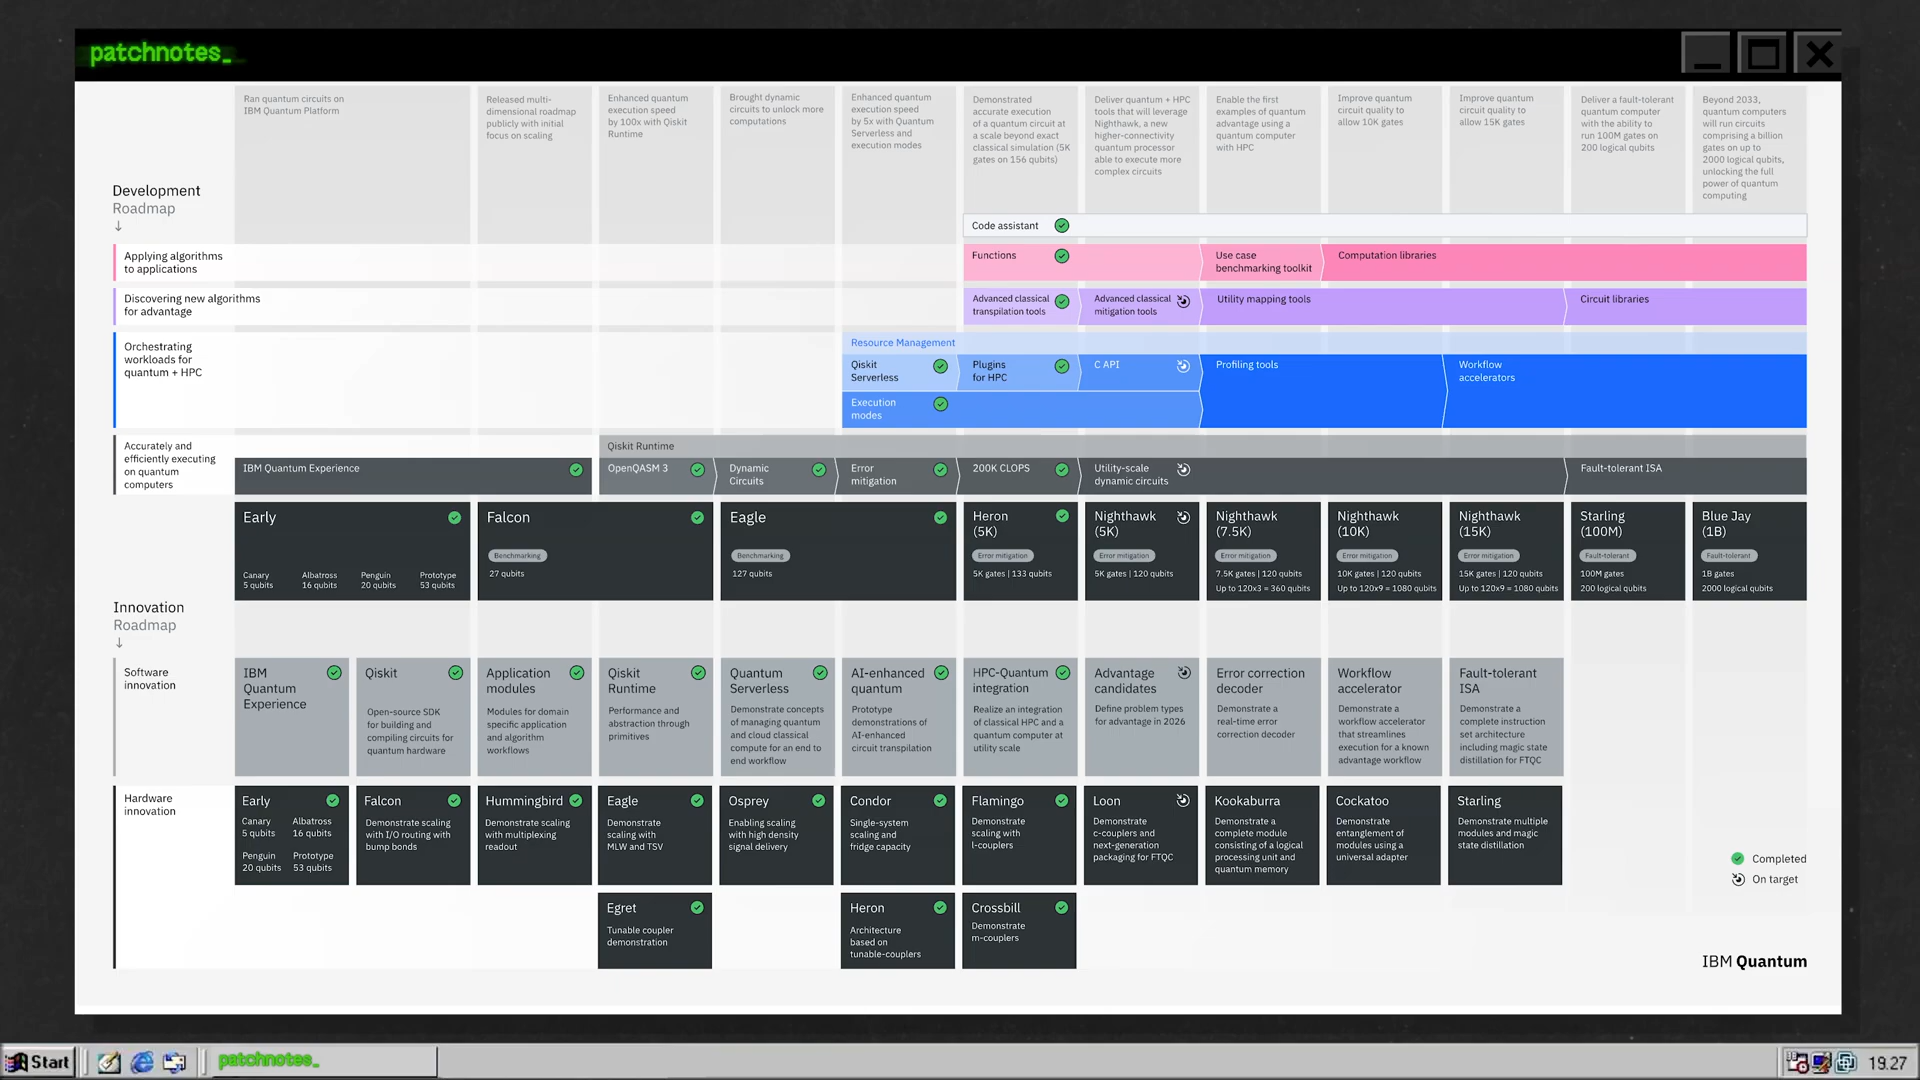 patchnotes_
Ran quantum circuits on
IBM Quantum Platform
Released multi-
dimensional roadmap
publicly with initial
focus on scaling
Enhanced quantum
execution speed
by 100x with Qiskit
Runtime
Brought dynamic
circuits to unlock more
computations
Enhanced quantum
execution speed
by 5x with Quantum
Serverless and
execution modes
Demonstrated
accurate execution
of a quantum circuit at
a scale beyond exact
classical simulation (5K
gates on 156 qubits)
Deliver quantum + HPC
tools that will leverage
Nighthawk, a new
higher-connectivity
quantum processor
able to execute more
complex circuits
Enable the first
examples of quantum
advantage using a
quantum computer
with HPC
Improve quantum
circuit quality to
allow 10K gates
Improve quantum
circuit quality to
allow 15K gates
Deliver a fault-tolerant
quantum computer
with the ability to
run 100M gates on
200 logical qubits
Beyond 2033,
quantum computers
will run circuits
comprising a billion
gates on up to
2000 logical qubits,
unlocking the full
power of quantum
computing
Development
Roadmap
↓
Code assistant
Applying algorithms
to applications
Functions
Use case
benchmarking toolkit
Computation libraries
Discovering new algorithms
for advantage
Advanced classical
transpilation tools
Advanced classical
mitigation tools
Utility mapping tools
Circuit libraries
Orchestrating
workloads for
quantum + HPC
Resource Management
Qiskit
Serverless
Plugins
for HPC
C API
Profiling tools
Workflow
accelerators
Execution
modes
Accurately and
efficiently executing
on quantum
computers
Qiskit Runtime
IBM Quantum Experience
OpenQASM 3
Dynamic
Circuits
Error
mitigation
200K CLOPS
Utility-scale
dynamic circuits
Fault-tolerant ISA
Early
Canary
5 qubits
Albatross
16 qubits
Penguin
20 qubits
Prototype
53 qubits
Falcon
Benchmarking
27 qubits
Eagle
Benchmarking
127 qubits
Heron
(5K)
Error mitigation
5K gates | 133 qubits
Nighthawk
(5K)
Error mitigation
5K gates | 120 qubits
Nighthawk
(7.5K)
Error mitigation
7.5K gates | 120 qubits
Up to 120x3 = 360 qubits
Nighthawk
(10K)
Error mitigation
10K gates | 120 qubits
Up to 120x9 = 1080 qubits
Nighthawk
(15K)
Error mitigation
15K gates | 120 qubits
Up to 120x9 = 1080 qubits
Starling
(100M)
Fault-tolerant
100M gates
200 logical qubits
Blue Jay
(1B)
Fault-tolerant
1B gates
2000 logical qubits
Innovation
Roadmap
↓
Software
innovation
IBM
Quantum
Experience
Qiskit
Open-source SDK
for building and
compiling circuits for
quantum hardware
Application
modules
Modules for domain
specific application
and algorithm
workflows
Qiskit
Runtime
Performance and
abstraction through
primitives
Quantum
Serverless
Demonstrate concepts
of managing quantum
and cloud classical
compute for an end to
end workflow
AI-enhanced
quantum
Prototype
demonstrations of
AI-enhanced
circuit transpilation
HPC-Quantum
integration
Realize an integration
of classical HPC and a
quantum computer at
utility scale
Advantage
candidates
Define problem types
for advantage in 2026
Error correction
decoder
Demonstrate a
real-time error
correction decoder
Workflow
accelerator
Demonstrate a
workflow accelerator
that streamlines
execution for a known
advantage workflow
Fault-tolerant
ISA
Demonstrate a
complete instruction
set architecture
including magic state
distillation for FTQC
Hardware
innovation
Early
Canary
5 qubits
Albatross
16 qubits
Penguin
20 qubits
Prototype
53 qubits
Falcon
Demonstrate scaling
with I/O routing with
bump bonds
Hummingbird
Demonstrate scaling
with multiplexing
readout
Eagle
Demonstrate
scaling with
MLW and TSV
Osprey
Enabling scaling
with high density
signal delivery
Condor
Single-system
scaling and
fridge capacity
Flamingo
Demonstrate
scaling with
l-couplers
Loon
Demonstrate
c-couplers and
next-generation
packaging for FTQC
Kookaburra
Demonstrate a
complete module
consisting of a logical
processing unit and
quantum memory
Cockatoo
Demonstrate
entanglement of
modules using a
universal adapter
Starling
Demonstrate multiple
modules and magic
state distillation
Completed
On target
Egret
Tunable coupler
demonstration
Heron
Architecture
based on
tunable-couplers
Crossbill
Demonstrate
m-couplers
IBM Quantum
Start
patchnotes_
19.27